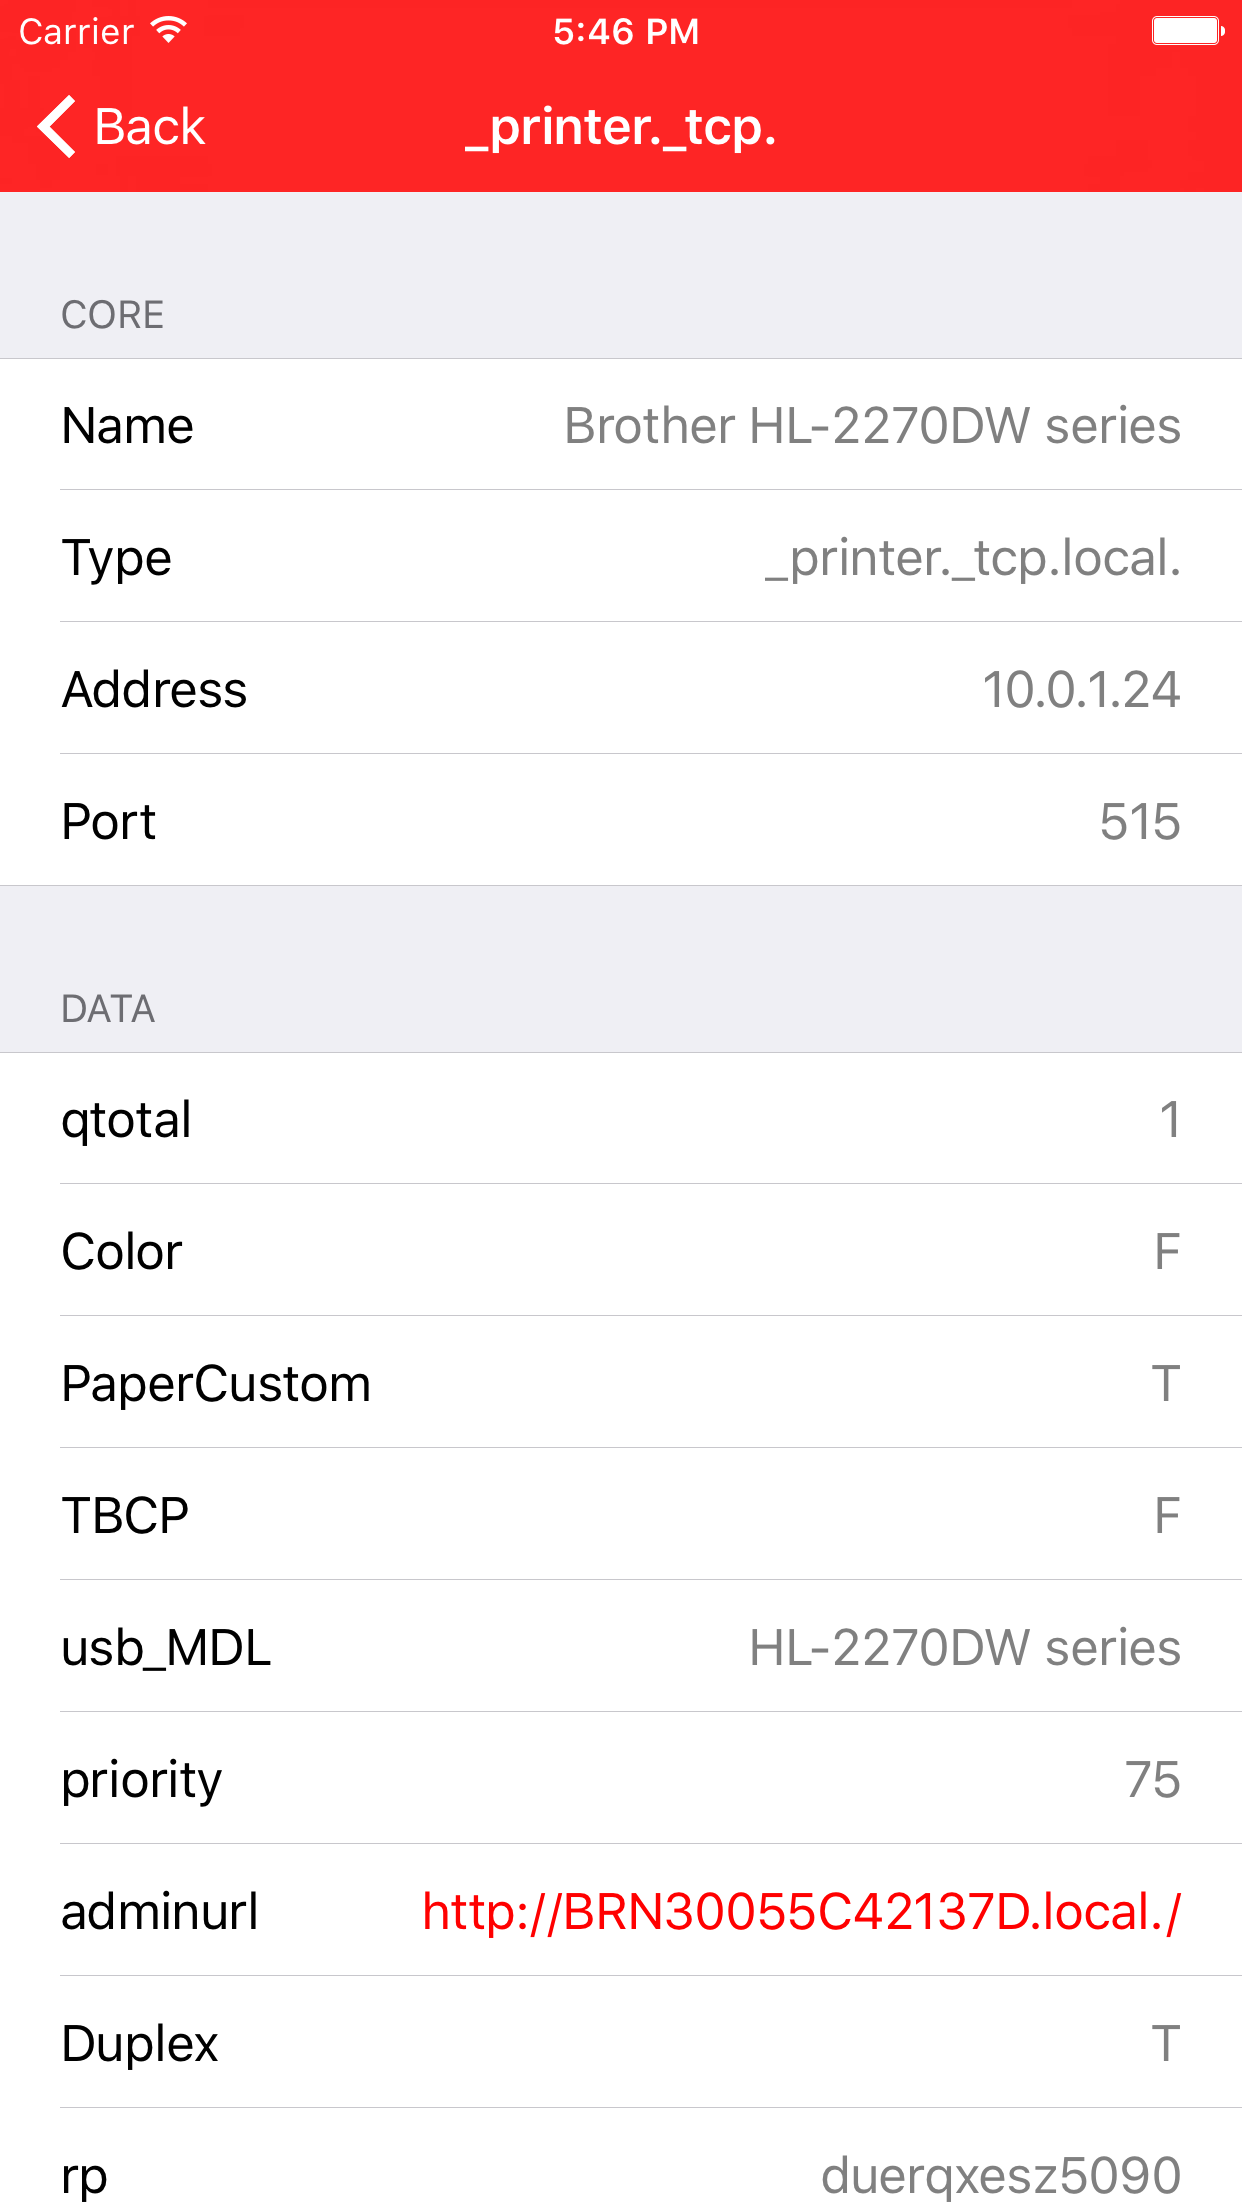 Carrier 5:46 PM
Back _printer._tcp.
CORE
Name Brother HL-2270DW series
Type _printer._tcp.local.
Address 10.0.1.24
Port 515
DATA
qtotal 1
Color F
PaperCustom T
TBCP F
usb_MDL HL-2270DW series
priority 75
adminurl http://BRN30055C42137D.local./
Duplex T
rp duerqxesz5090